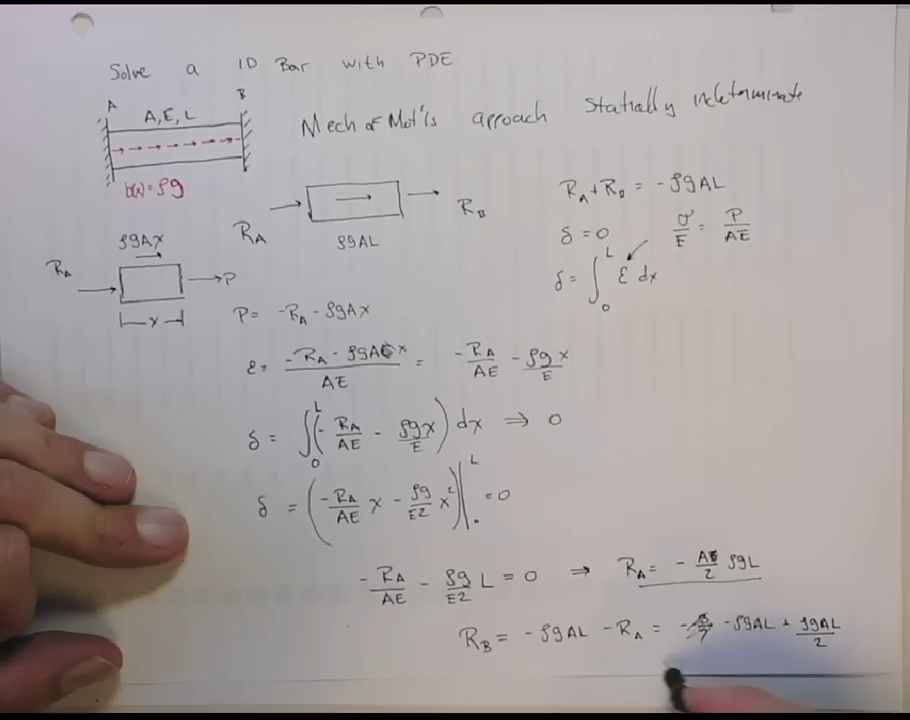 Solve a 1D Bar with PDE
A B
A, E, L
Mech of Mat'ls approach Statially indeterminate
b(x) = ρg
R_A R_B
ρgAL
R_A + R_B = -ρgAL
δ = 0 σ/E = P/AE
δ = ∫₀ᴸ ε dx
ρgAx
R_A → P
x
P = -R_A - ρgAx
ε = (-R_A - ρgAx)/AE = -R_A/AE - ρgx/E
δ = ∫₀ᴸ (-R_A/AE - ρgx/E) dx ⇒ 0
δ = (-R_A/AE x - ρg/E2 x²)|₀ᴸ = 0
-R_A/AE - ρg/E2 L = 0 ⇒ R_A = -A/2 ρgL
R_B = -ρgAL - R_A = -ρgAL + ρgAL/2